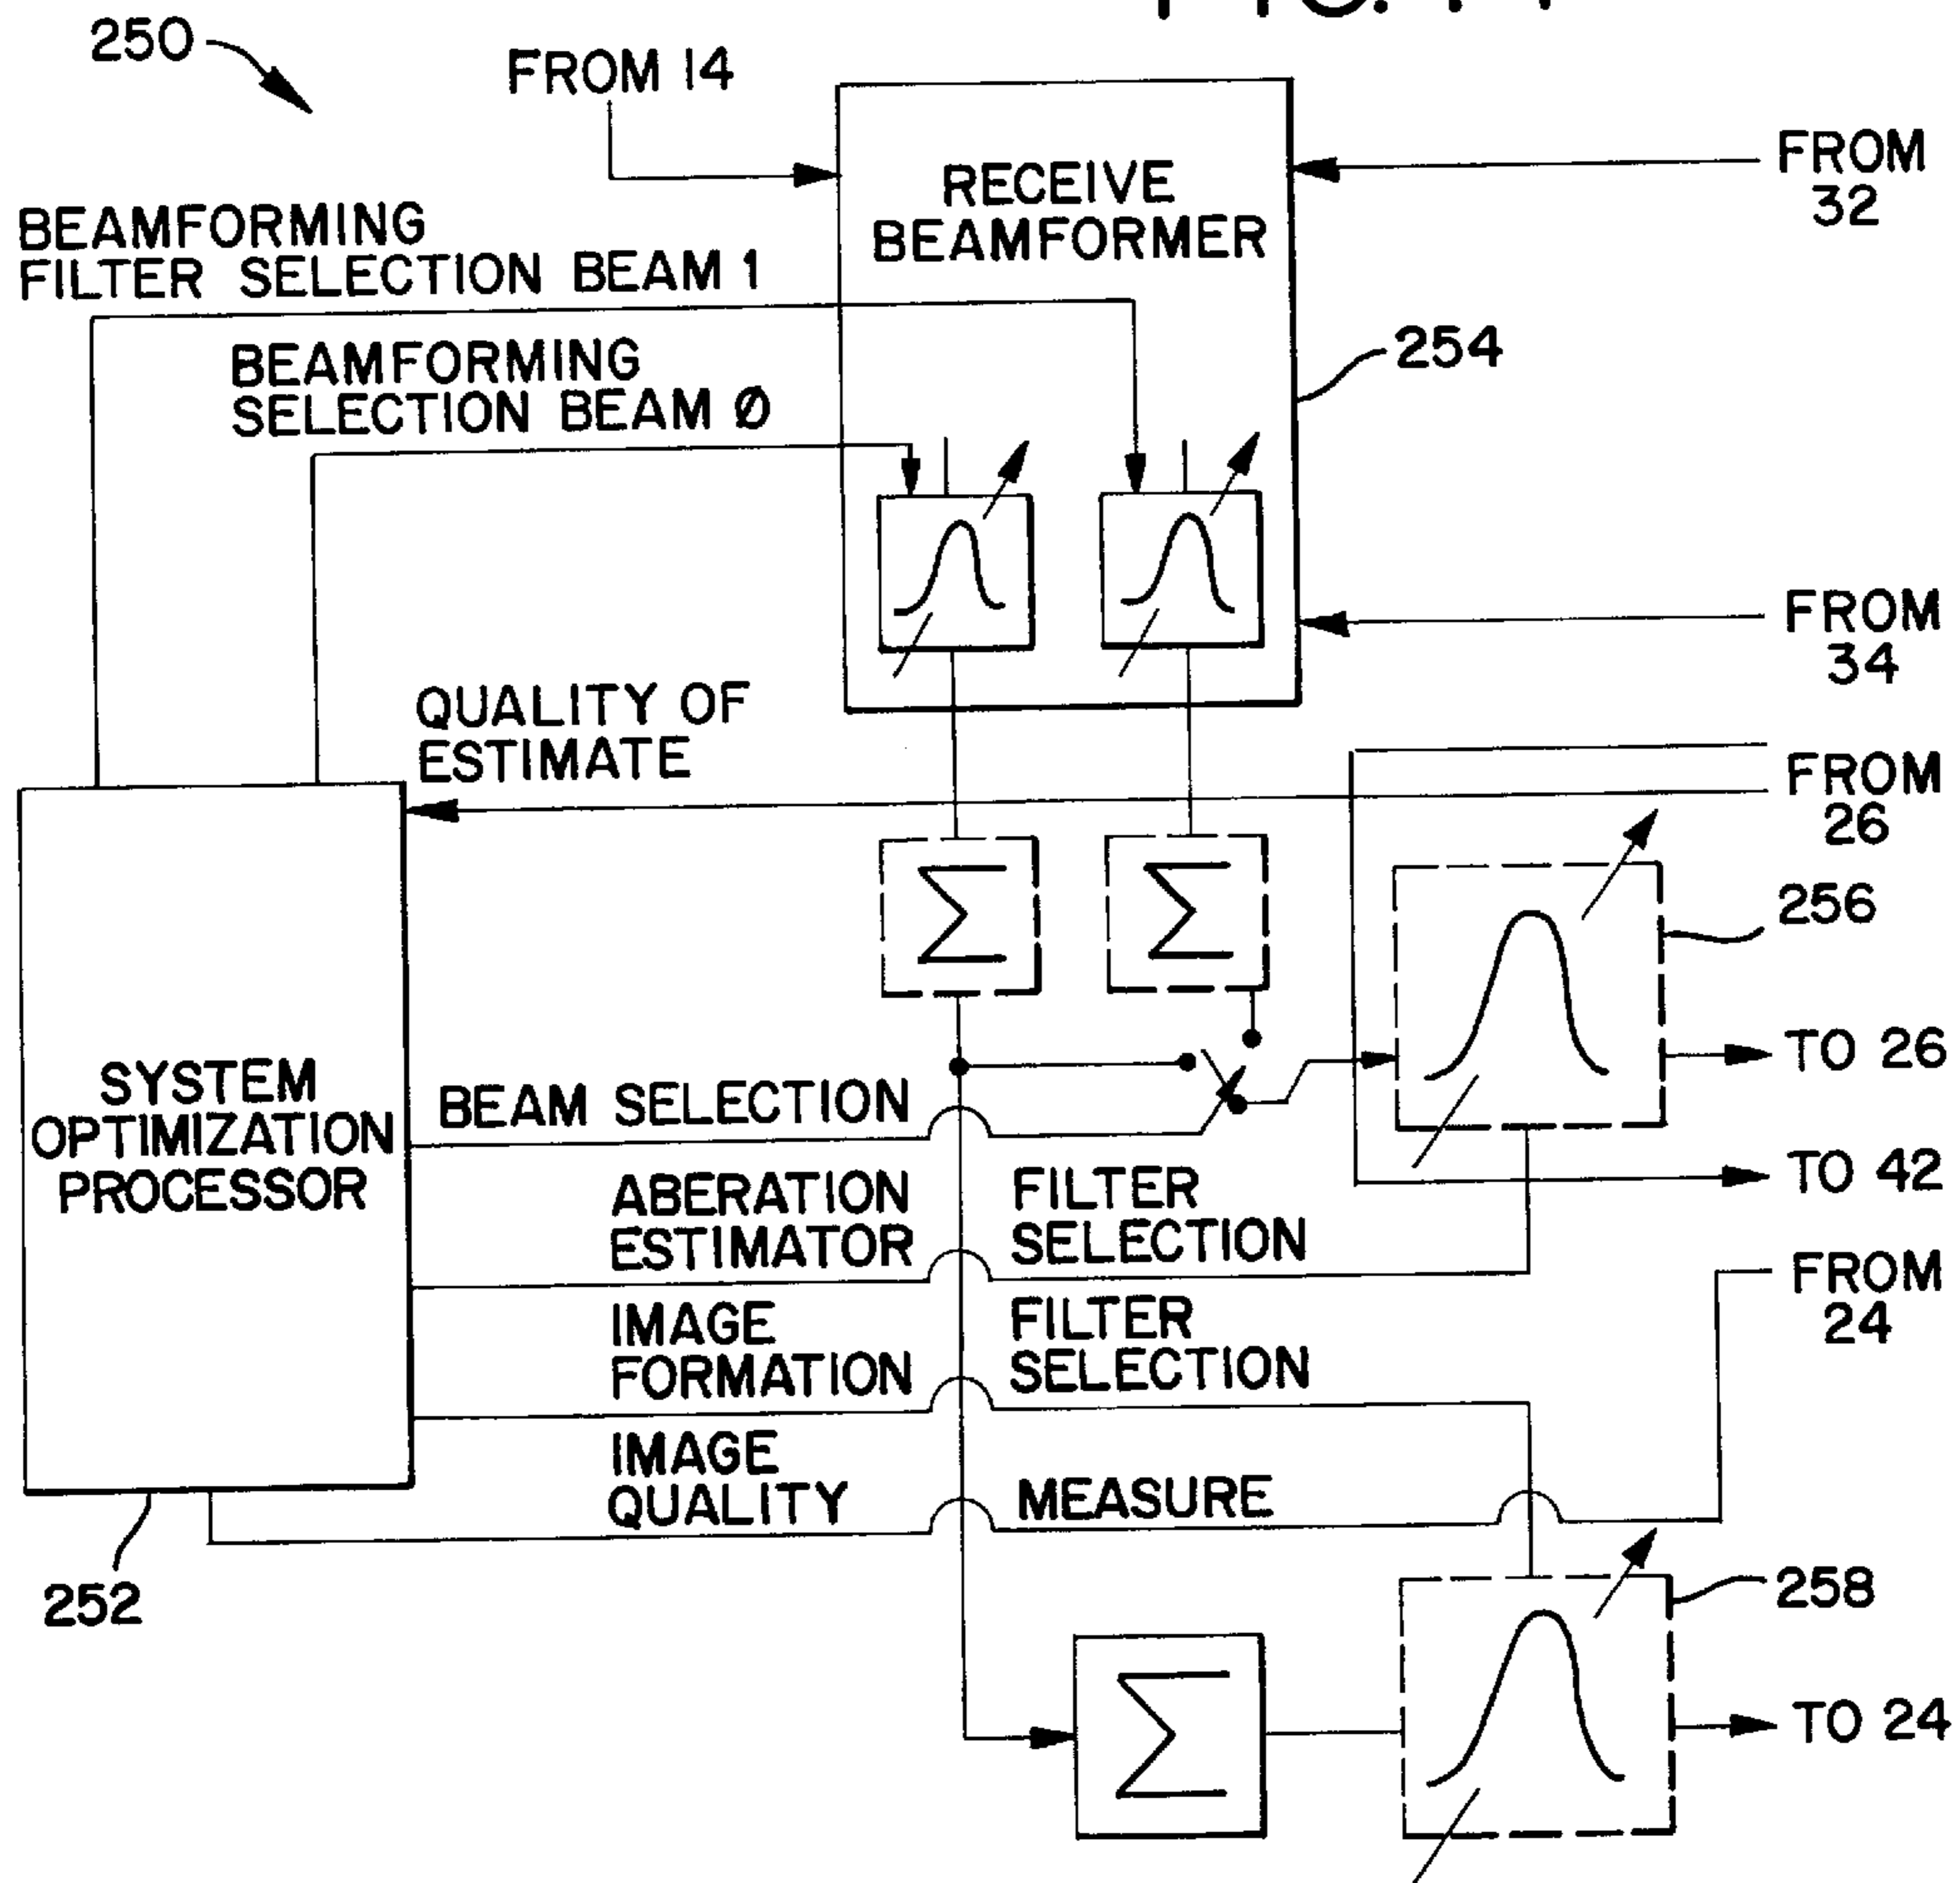 250
FROM 14
RECEIVE
BEAMFORMER
FROM
32
BEAMFORMING
FILTER SELECTION BEAM 1
254
BEAMFORMING
SELECTION BEAM Ø
FROM
34
QUALITY OF
ESTIMATE
FROM
26
Σ
Σ
256
TO 26
SYSTEM
OPTIMIZATION
PROCESSOR
BEAM SELECTION
TO 42
ABERATION
ESTIMATOR
FILTER
SELECTION
FROM
24
IMAGE
FORMATION
FILTER
SELECTION
IMAGE
QUALITY
MEASURE
252
258
Σ
TO 24